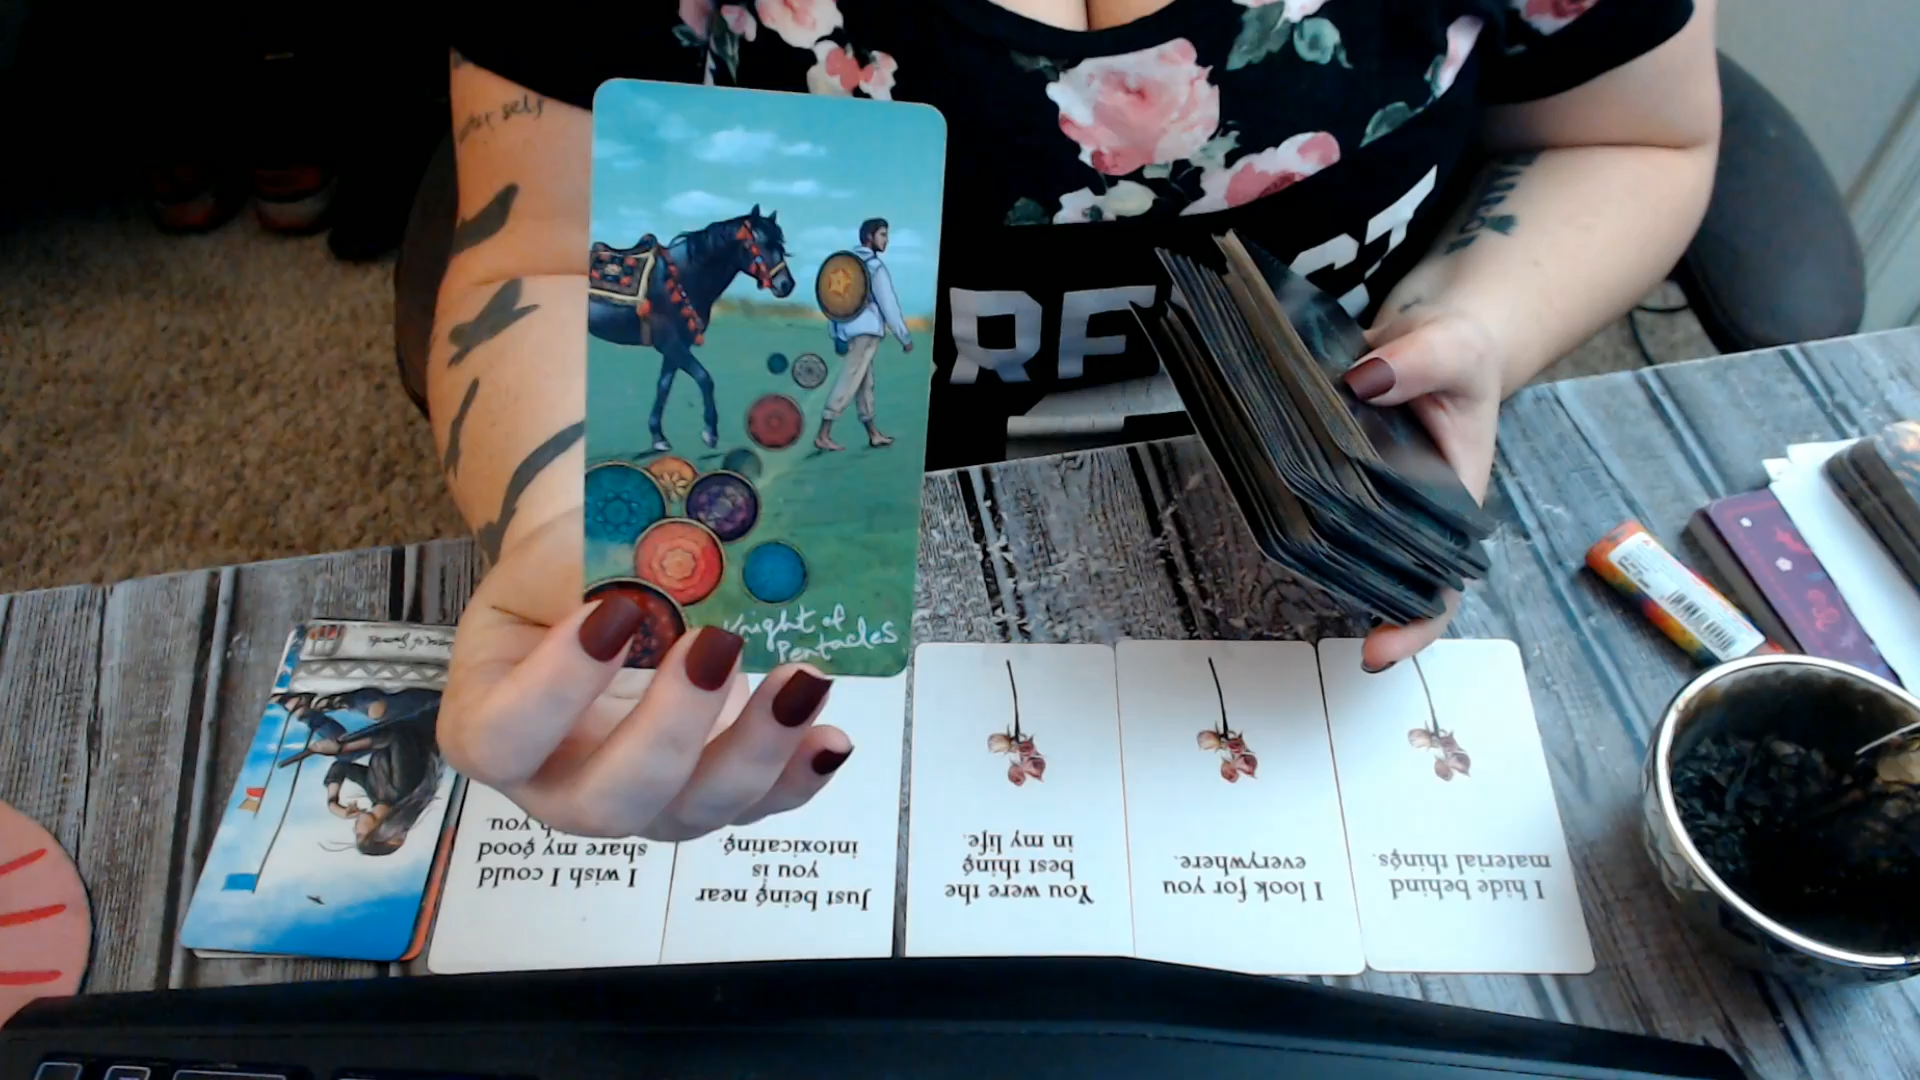 Knight of
Pentacles
I wish I could
share my good
you.
Just being near
you is
intoxicating.
You were the
best thing
in my life.
I look for you
everywhere.
I hide behind
material things.